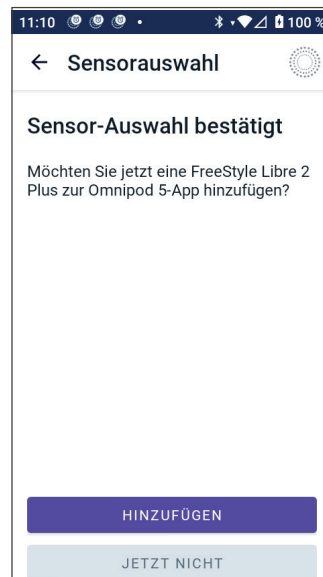 11:10 100 %
Sensorauswahl
Sensor-Auswahl bestätigt
Möchten Sie jetzt eine FreeStyle Libre 2
Plus zur Omnipod 5-App hinzufügen?
HINZUFÜGEN
JETZT NICHT